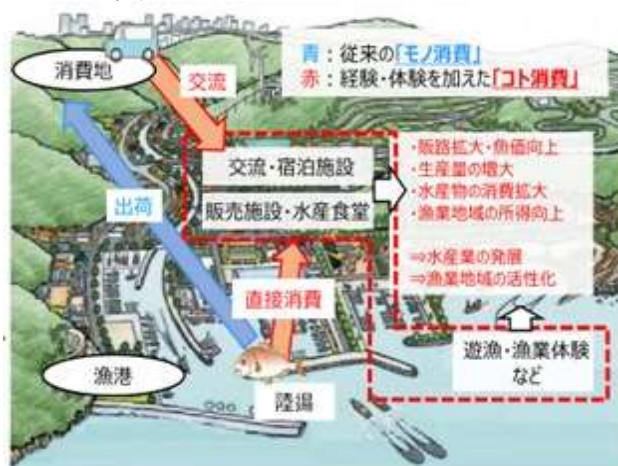 消費地
青：従来の「モノ消費」
赤：経験・体験を加えた「コト消費」
交流
交流・宿泊施設
販売施設・水産食堂
・販路拡大・魚価向上
・生産量の増大
・水産物の消費拡大
・漁業地域の所得向上
⇒水産業の発展
⇒漁業地域の活性化
出荷
直接消費
遊漁・漁業体験
など
漁港
陸揚